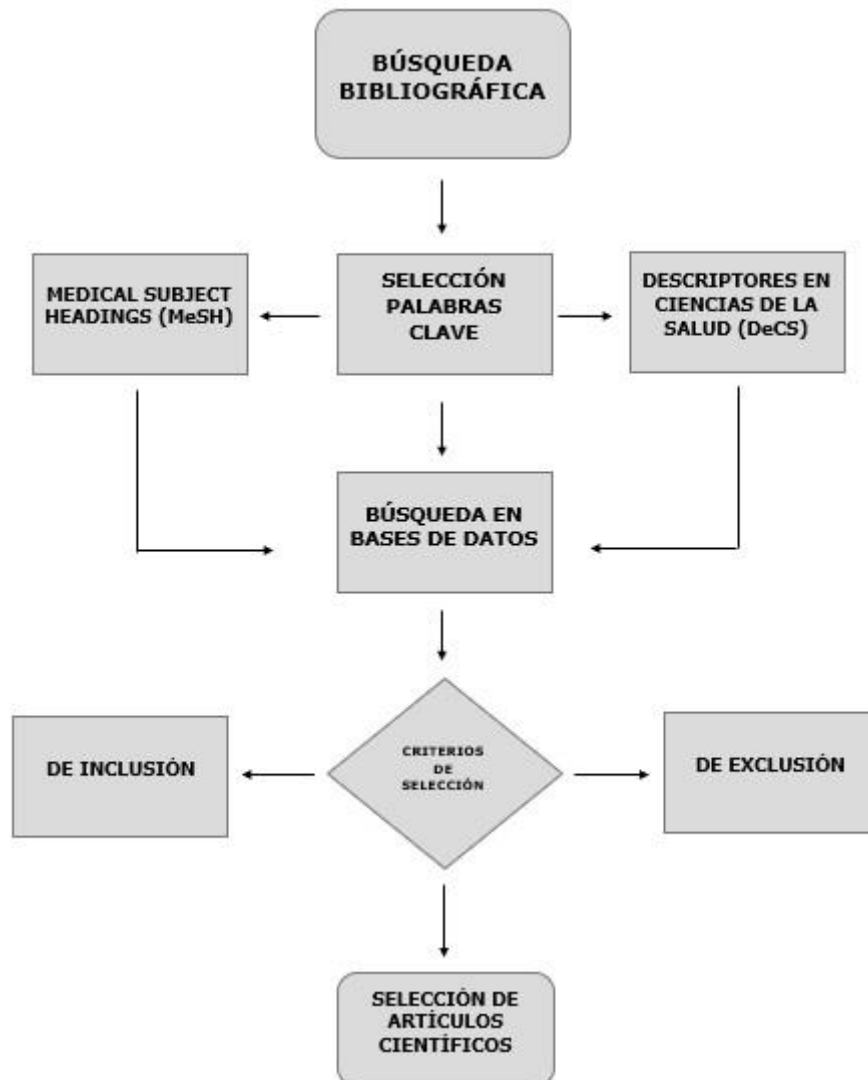 BÚSQUEDA
BIBLIOGRÁFICA
MEDICAL SUBJECT
HEADINGS (MeSH)
SELECCIÓN
PALABRAS
CLAVE
DESCRIPTORES EN
CIENCIAS DE LA
SALUD (DeCS)
BÚSQUEDA EN
BASES DE DATOS
DE INCLUSIÓN
CRITERIOS
DE
SELECCIÓN
DE EXCLUSIÓN
SELECCIÓN DE
ARTÍCULOS
CIENTÍFICOS